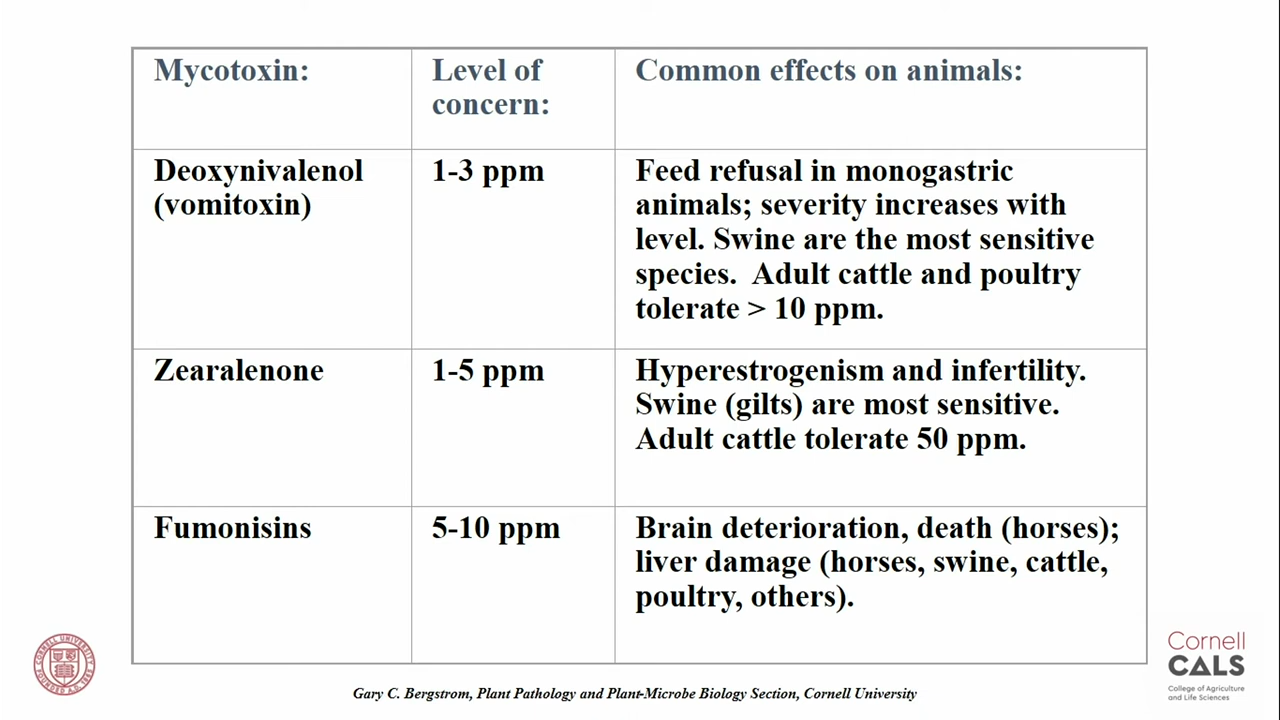 Mycotoxin:
Level of
concern:
Common effects on animals:
Deoxynivalenol
(vomitoxin)
1-3 ppm
Feed refusal in monogastric
animals; severity increases with
level. Swine are the most sensitive
species.  Adult cattle and poultry
tolerate > 10 ppm.
Zearalenone
1-5 ppm
Hyperestrogenism and infertility.
Swine (gilts) are most sensitive.
Adult cattle tolerate 50 ppm.
Fumonisins
5-10 ppm
Brain deterioration, death (horses);
liver damage (horses, swine, cattle,
poultry, others).
CORNELL UNIVERSITY
FOUNDED A.D. 1865
Gary C. Bergstrom, Plant Pathology and Plant-Microbe Biology Section, Cornell University
Cornell
CALS
College of Agriculture
and Life Sciences